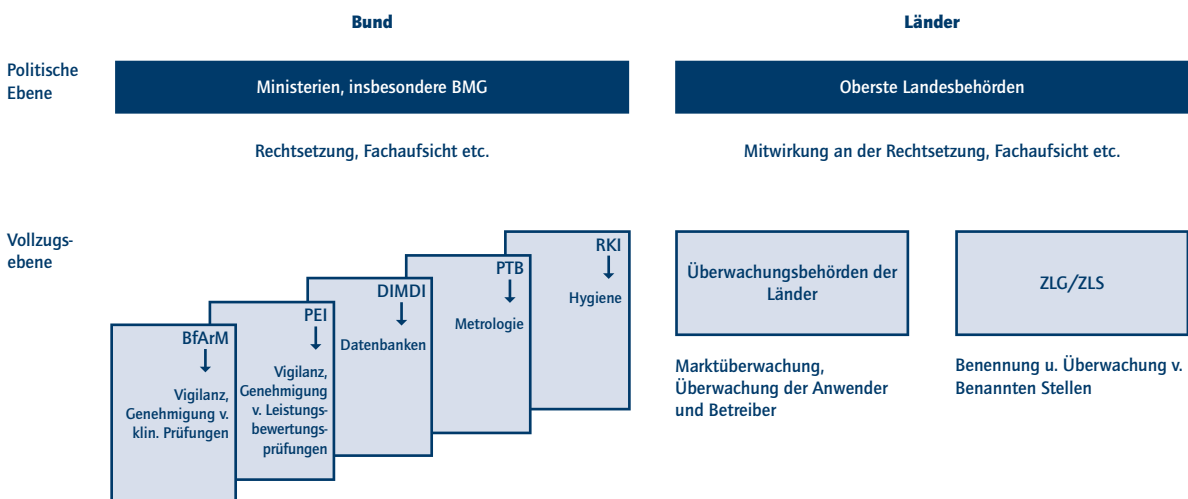 Bund
Länder
Politische
Ebene
Ministerien, insbesondere BMG
Oberste Landesbehörden
Rechtsetzung, Fachaufsicht etc.
Mitwirkung an der Rechtsetzung, Fachaufsicht etc.
Vollzugs-
ebene
BfArM
Vigilanz,
Genehmigung v.
klin. Prüfungen
PEI
Vigilanz,
Genehmigung
v. Leistungs-
bewertungs-
prüfungen
DIMDI
Datenbanken
PTB
Metrologie
RKI
Hygiene
Überwachungsbehörden der
Länder
ZLG/ZLS
Marktüberwachung,
Überwachung der Anwender
und Betreiber
Benennung u. Überwachung v.
Benannten Stellen